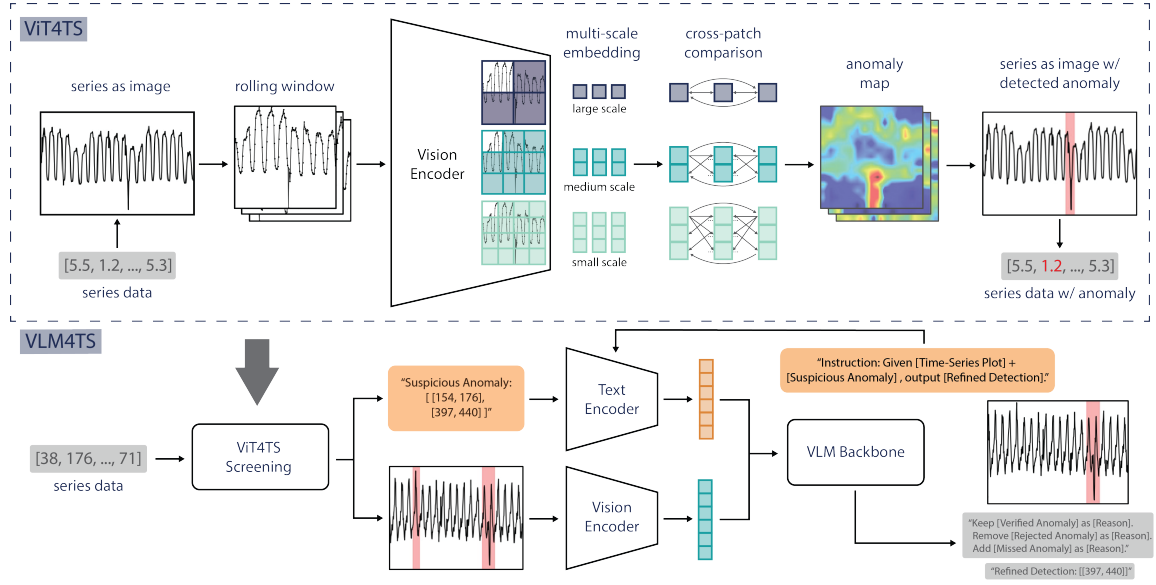 ViT4TS
series as image
rolling window
multi-scale
embedding
cross-patch
comparison
anomaly
map
series as image w/
detected anomaly
Vision
Encoder
large scale
medium scale
small scale
[5.5, 1.2, ..., 5.3]
series data
[5.5, 1.2, ..., 5.3]
series data w/ anomaly
VLM4TS
"Instruction: Given [Time-Series Plot] +
[Suspicious Anomaly] , output [Refined Detection]."
"Suspicious Anomaly:
[ [154, 176],
[397, 440] ]"
Text
Encoder
[38, 176, ..., 71]
series data
ViT4TS
Screening
VLM Backbone
Vision
Encoder
"Keep [Verified Anomaly] as [Reason].
Remove [Rejected Anomaly] as [Reason].
Add [Missed Anomaly] as [Reason]."
"Refined Detection: [[397, 440]]"